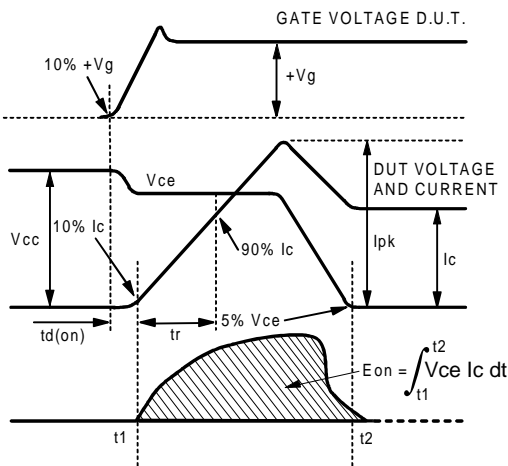 GATE VOLTAGE D.U.T.
10% +Vg
+Vg
DUT VOLTAGE
AND CURRENT
Vce
Vcc
10% Ic
90% Ic
Ipk
Ic
td(on)
tr
5% Vce
Eon = ∫ Vce Ic dt
t2
t1
t1
t2